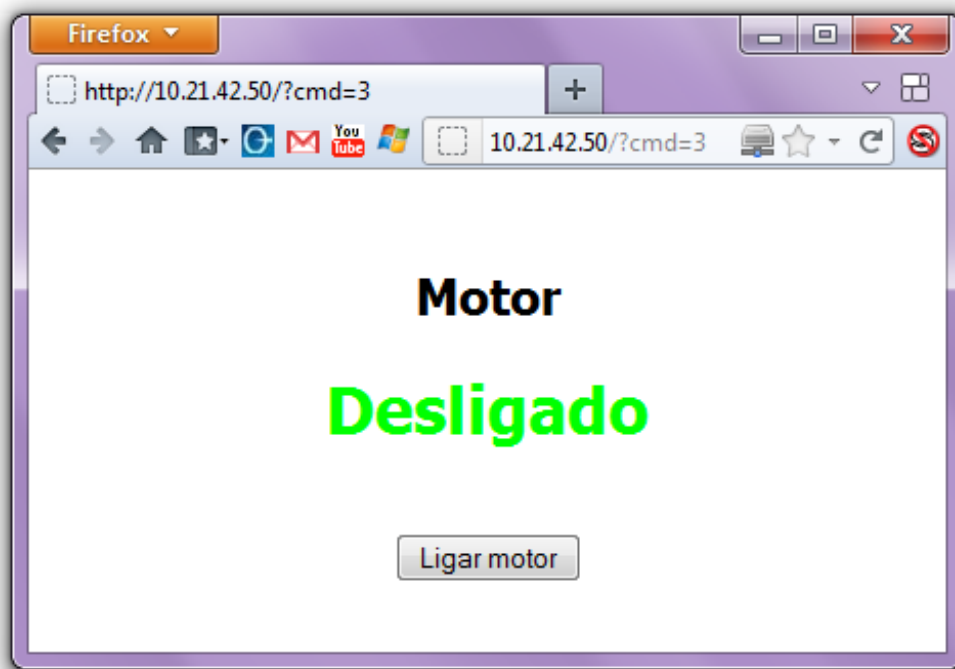 Firefox
http://10.21.42.50/?cmd=3
You
Tube
10.21.42.50/?cmd=3
Motor
Desligado
Ligar motor